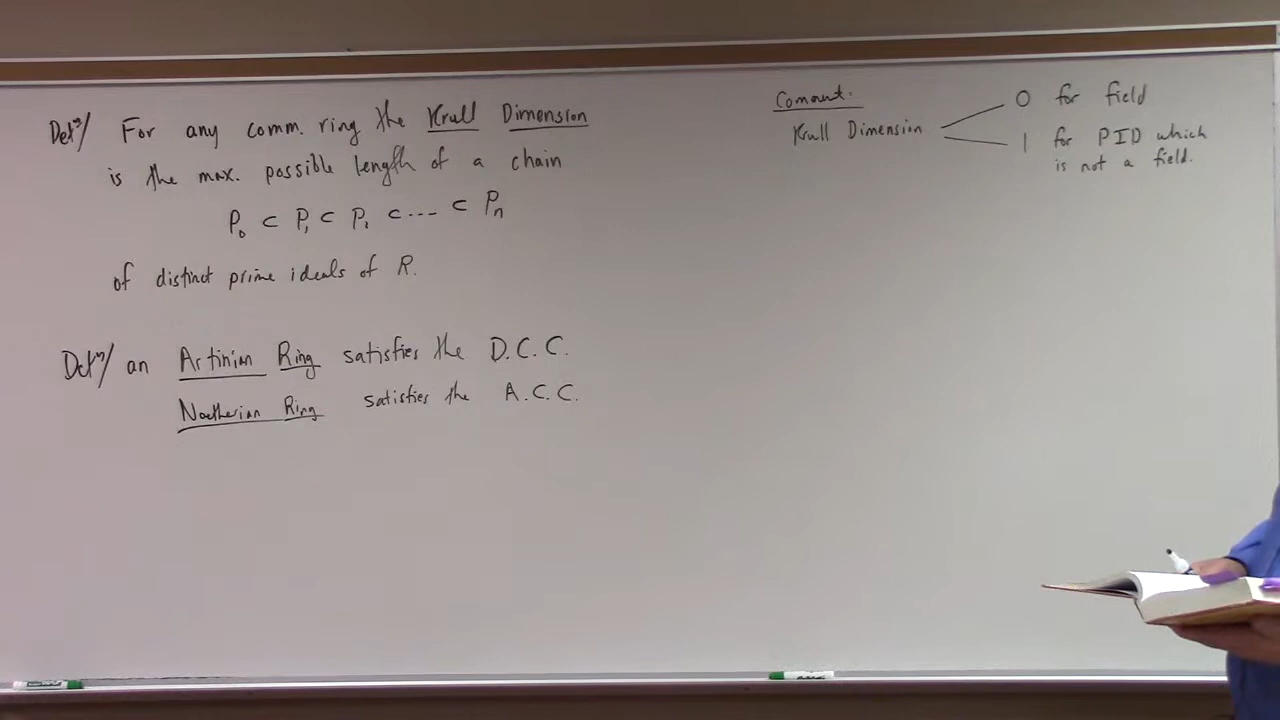 Defⁿ/ For any comm. ring the Krull Dimension
is the max. possible length of a chain
P₀ ⊂ P₁ ⊂ P₂ ⊂ ... ⊂ Pₙ
of distinct prime ideals of R.
Defⁿ/ an Artinian Ring satisfies the D.C.C.
Noetherian Ring satisfies the A.C.C.
Comment:
Krull Dimension
0 for field
1 for PID which
is not a field.